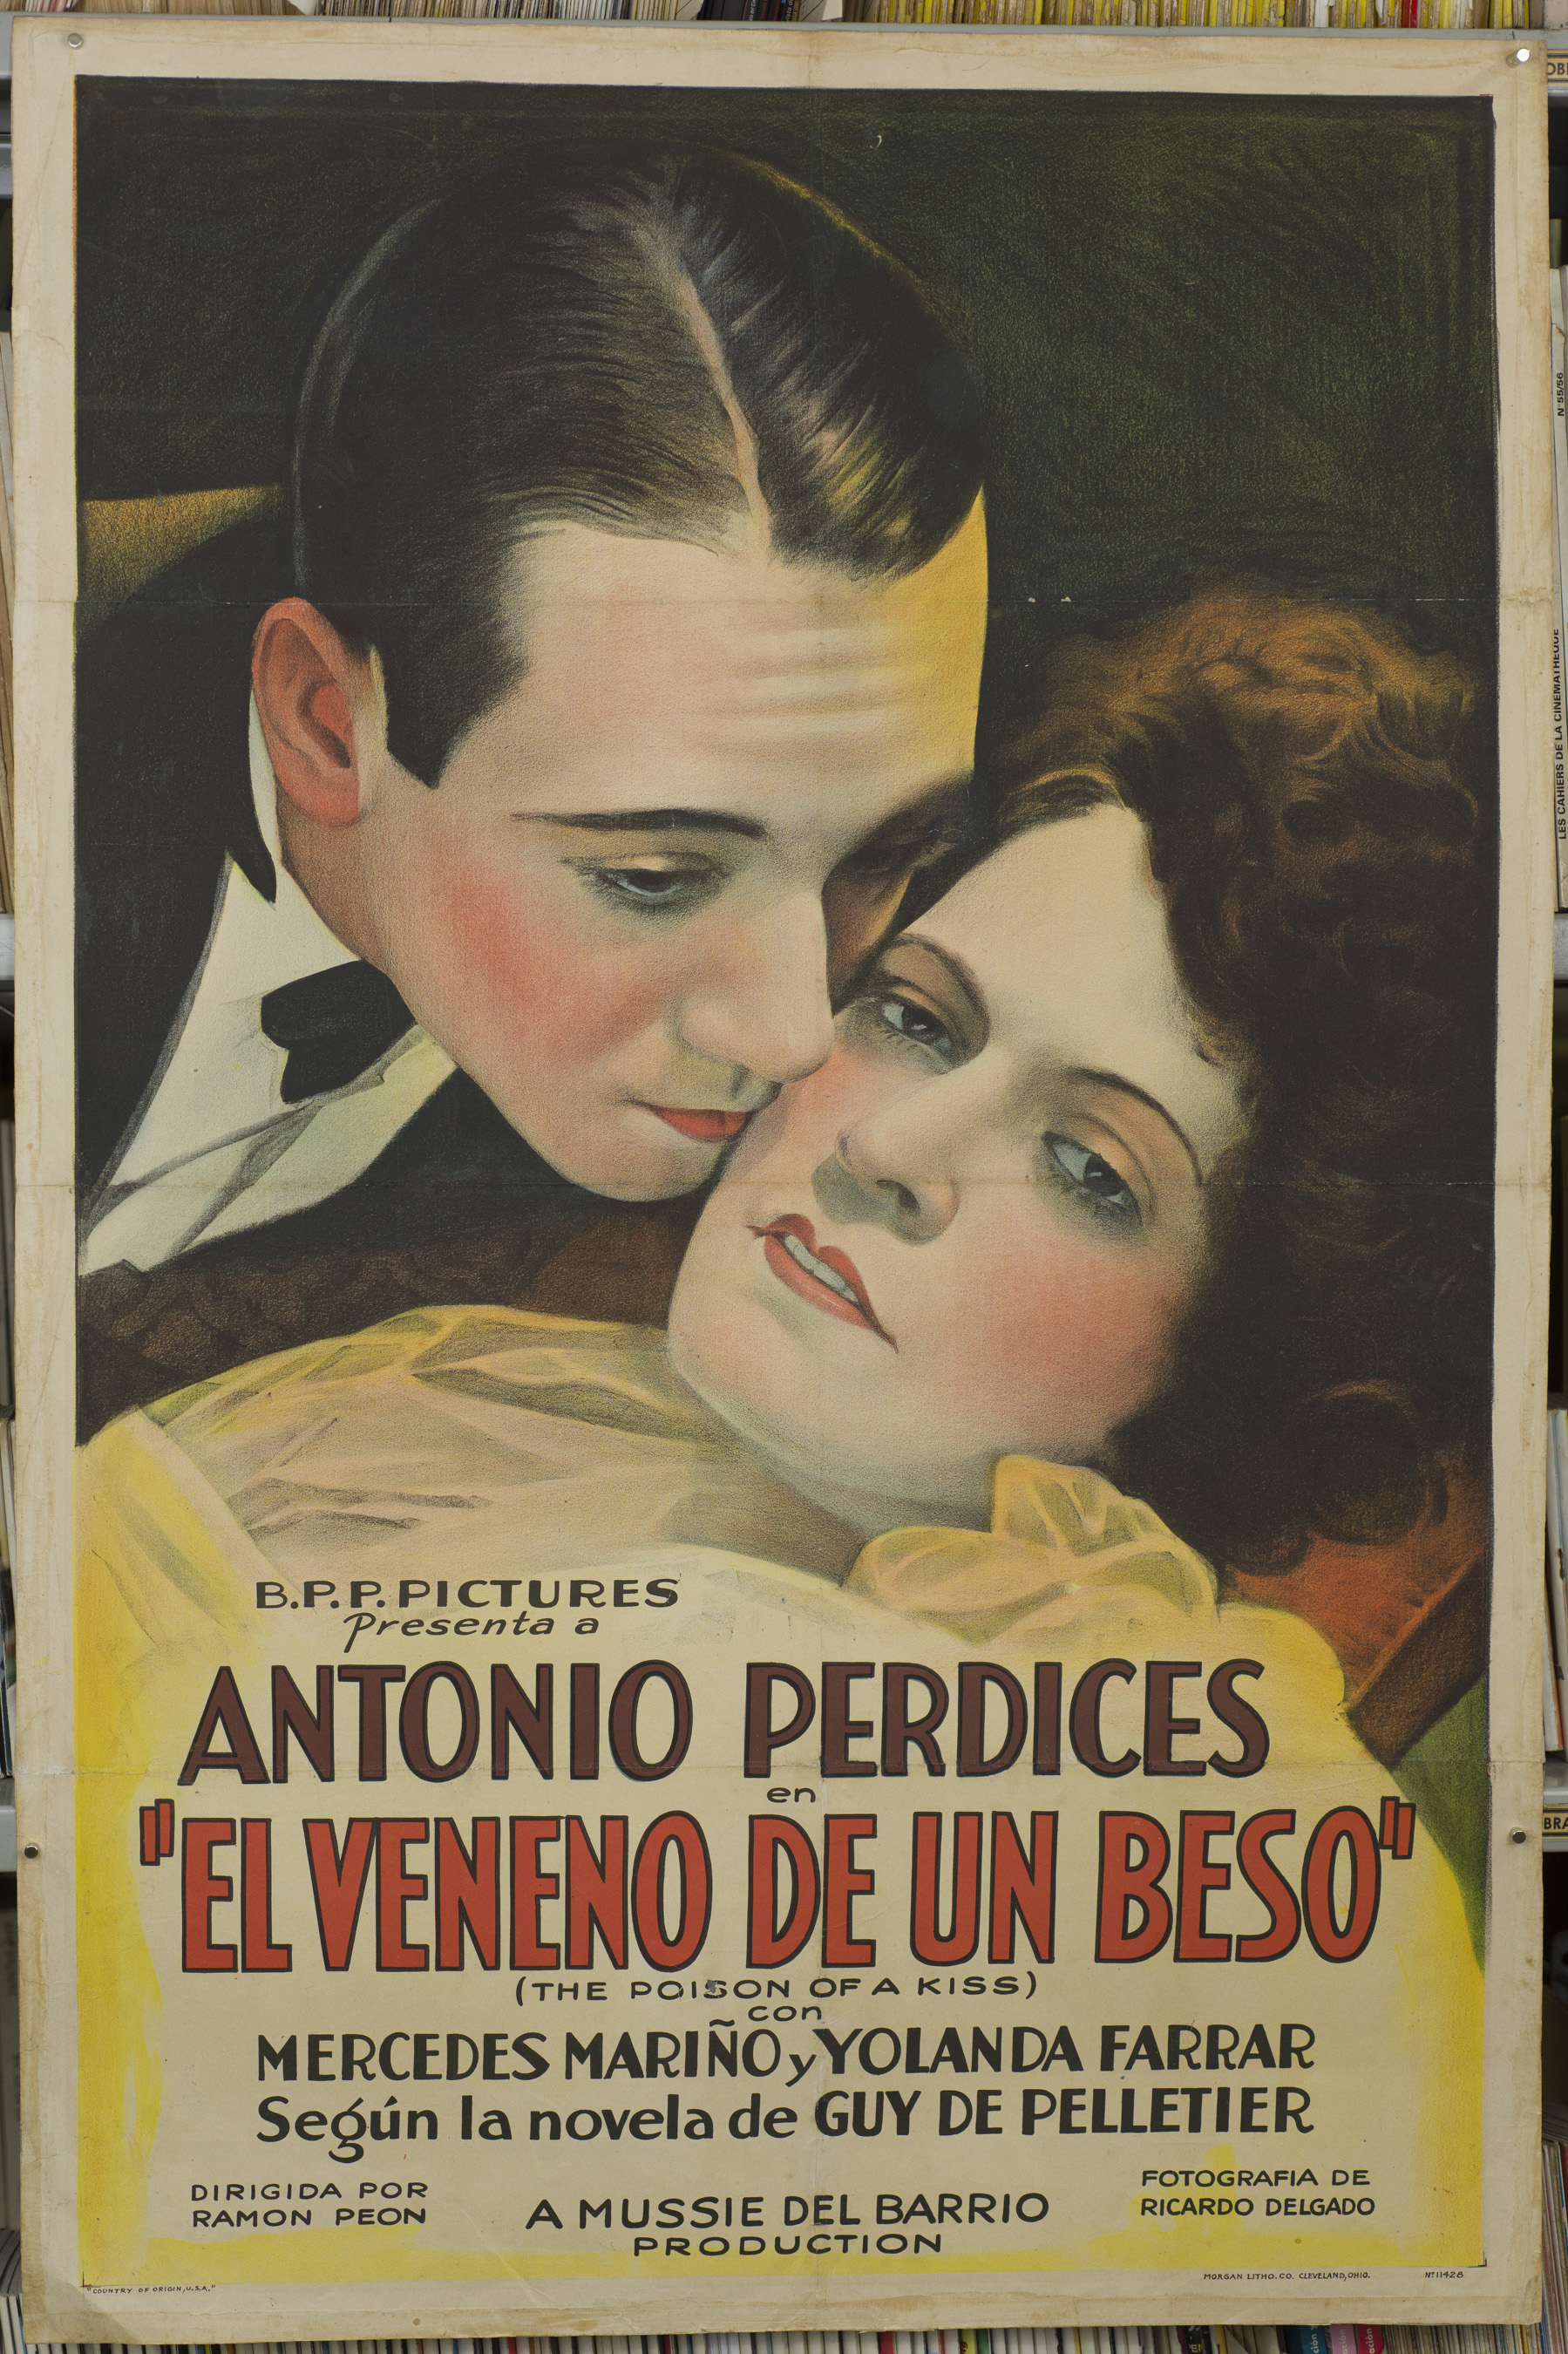 B.P.P. PICTURES
Presenta a
ANTONIO PERDICES
en
"EL VENENO DE UN BESO"
(THE POISON OF A KISS)
con
MERCEDES MARIÑO y YOLANDA FARRAR
Según la novela de GUY DE PELLETIER
DIRIGIDA POR
RAMON PEON
A MUSSIE DEL BARRIO
PRODUCTION
FOTOGRAFIA DE
RICARDO DELGADO
"COUNTRY OF ORIGIN, U.S.A."
MORGAN LITHO. CO. CLEVELAND, OHIO.
Nº 11428
Nº 55/56
LES CAHIERS DE LA CINEMATHEQUE